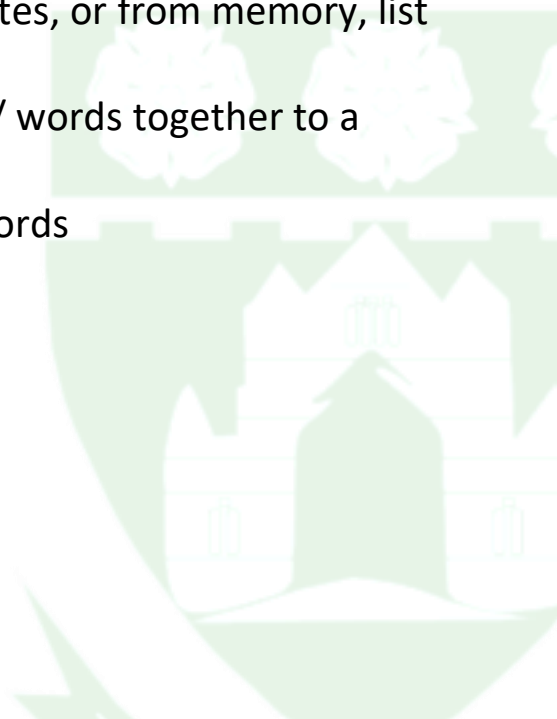 tes, or from memory, list
/ words together to a
ords